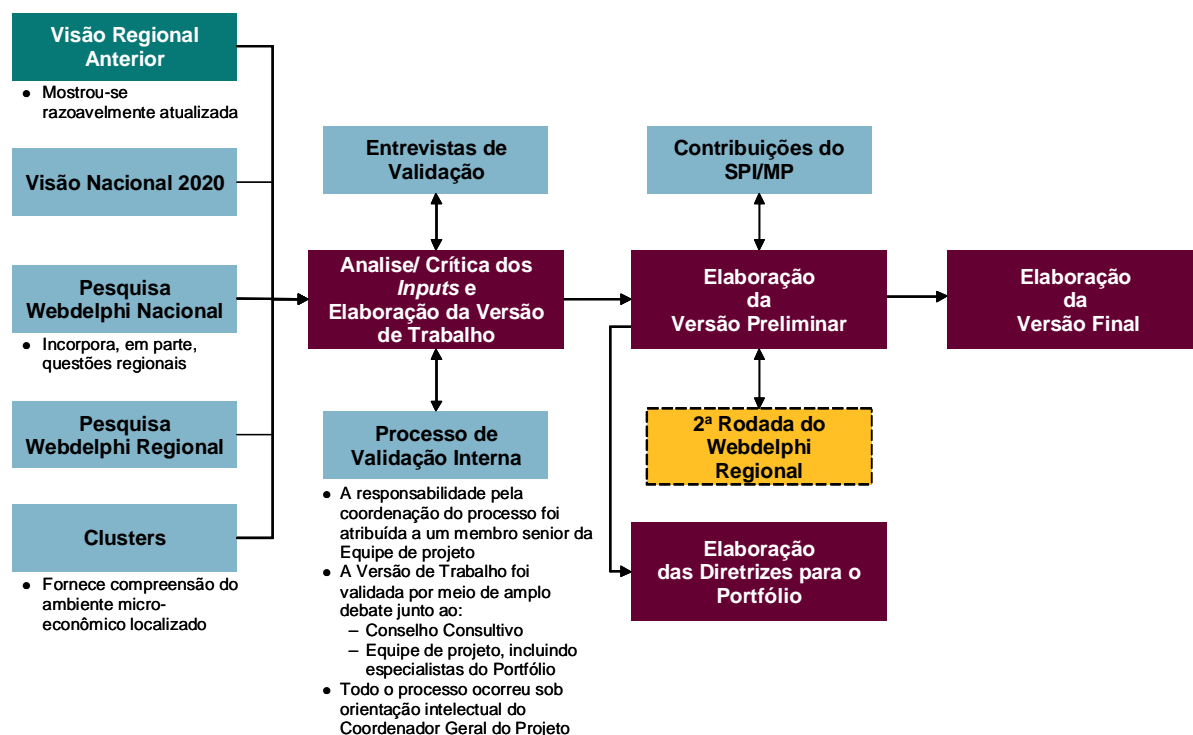 Visão Regional
Anterior
● Mostrou-se
razoavelmente atualizada
Visão Nacional 2020
Pesquisa
Webdelphi Nacional
● Incorpora, em parte,
questões regionais
Pesquisa
Webdelphi Regional
Clusters
● Fornece compreensão do
ambiente micro-
econômico localizado
Entrevistas de
Validação
Analise/ Crítica dos
Inputs e
Elaboração da Versão
de Trabalho
Processo de
Validação Interna
● A responsabilidade pela
coordenação do processo foi
atribuída a um membro senior da
Equipe de projeto
● A Versão de Trabalho foi
validada por meio de amplo
debate junto ao:
– Conselho Consultivo
– Equipe de projeto, incluindo
especialistas do Portfólio
● Todo o processo ocorreu sob
orientação intelectual do
Coordenador Geral do Projeto
Contribuições do
SPI/MP
Elaboração
da
Versão Preliminar
2ª Rodada do
Webdelphi
Regional
Elaboração
das Diretrizes para o
Portfólio
Elaboração
da
Versão Final